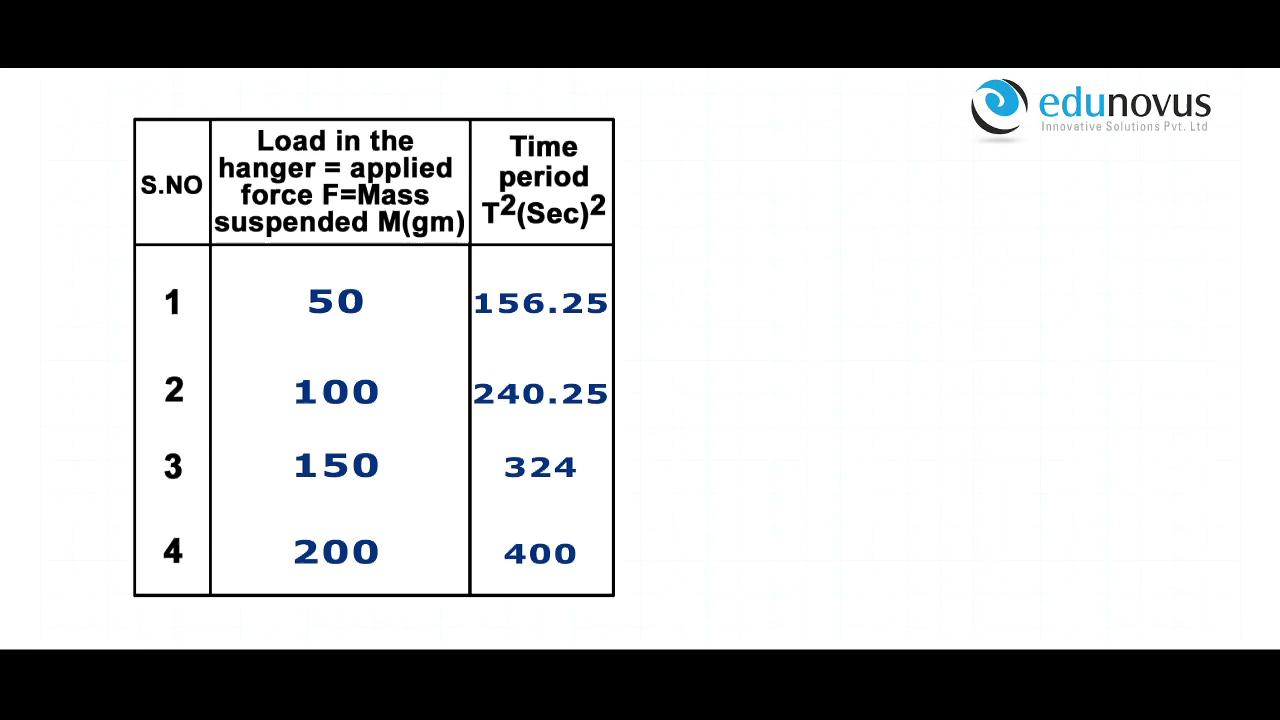 edunovus
Innovative Solutions Pvt. Ltd
S.NO
Load in the
hanger = applied
force F=Mass
suspended M(gm)
Time
period
T²(Sec)²
1 50 156.25
2 100 240.25
3 150 324
4 200 400